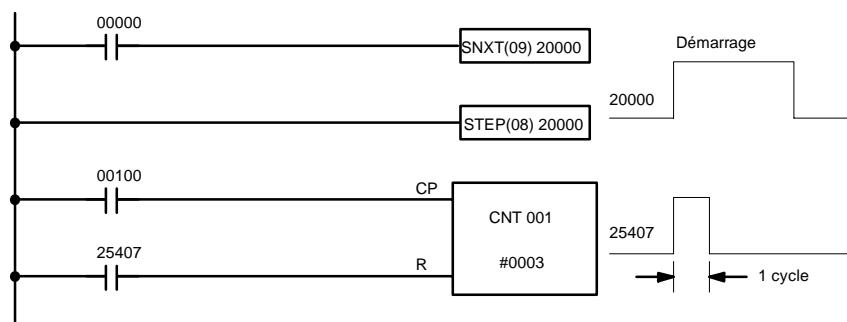 00000
SNXT(09) 20000
Démarrage
20000
STEP(08) 20000
00100
CP
CNT 001
#0003
25407
25407
R
1 cycle